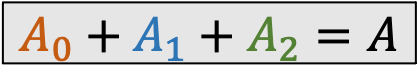 A₀ + A₁ + A₂ = A